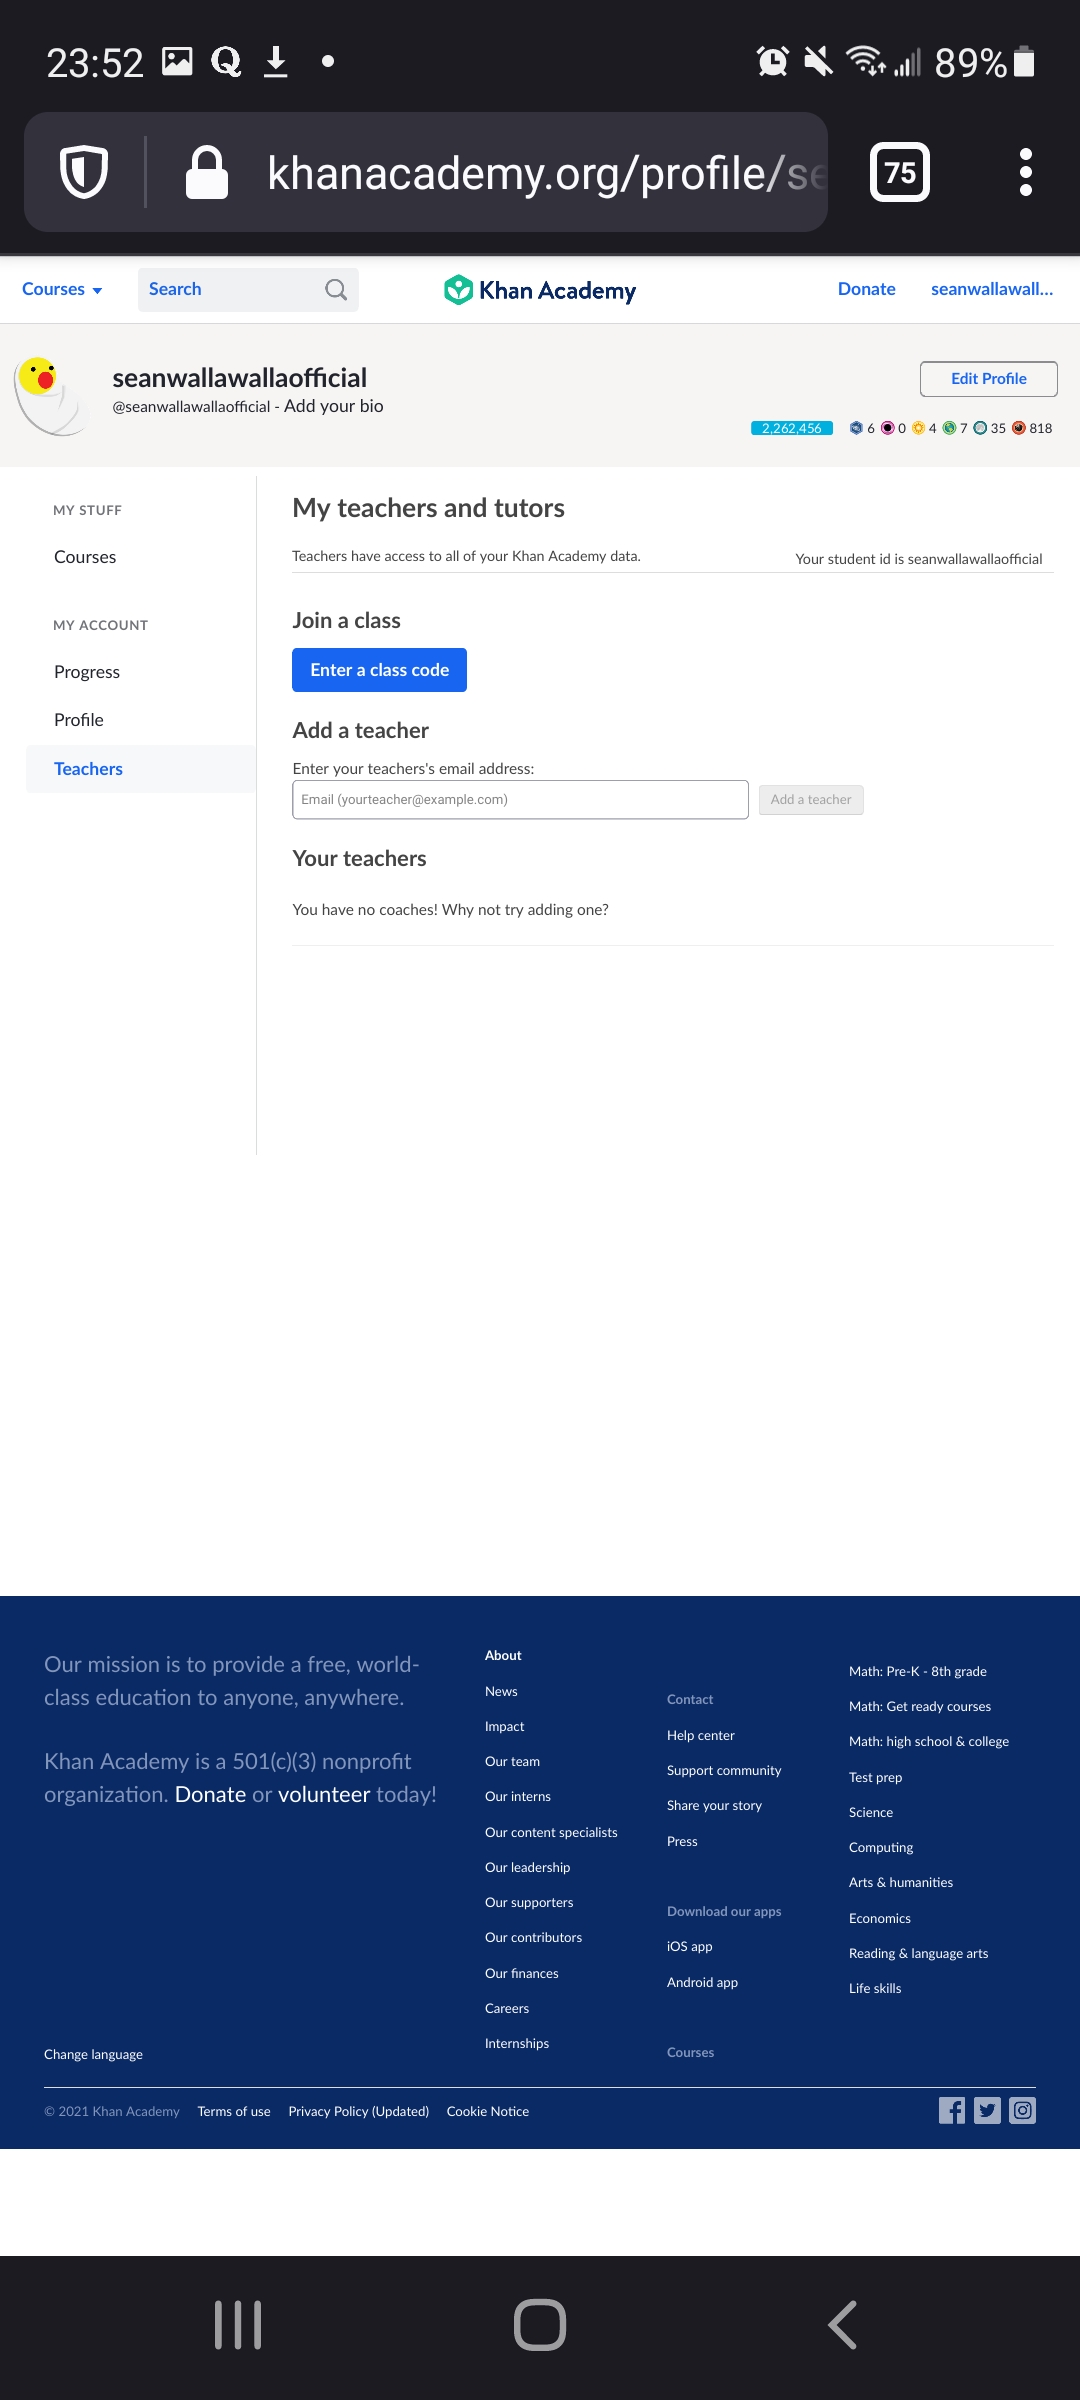 23:52
89%
khanacademy.org/profile/se
75
Courses
Search
Khan Academy
Donate
seanwallawall...
seanwallawallaofficial
@seanwallawallaofficial - Add your bio
Edit Profile
2,262,456 6 0 4 7 35 818
MY STUFF
Courses
MY ACCOUNT
Progress
Profile
Teachers
My teachers and tutors
Teachers have access to all of your Khan Academy data.
Your student id is seanwallawallaofficial
Join a class
Enter a class code
Add a teacher
Enter your teachers's email address:
Email (yourteacher@example.com)
Add a teacher
Your teachers
You have no coaches! Why not try adding one?
Our mission is to provide a free, world-
class education to anyone, anywhere.
Khan Academy is a 501(c)(3) nonprofit
organization. Donate or volunteer today!
Change language
About
News
Impact
Our team
Our interns
Our content specialists
Our leadership
Our supporters
Our contributors
Our finances
Careers
Internships
Contact
Help center
Support community
Share your story
Press
Download our apps
iOS app
Android app
Courses
Math: Pre-K - 8th grade
Math: Get ready courses
Math: high school & college
Test prep
Science
Computing
Arts & humanities
Economics
Reading & language arts
Life skills
© 2021 Khan Academy
Terms of use
Privacy Policy (Updated)
Cookie Notice